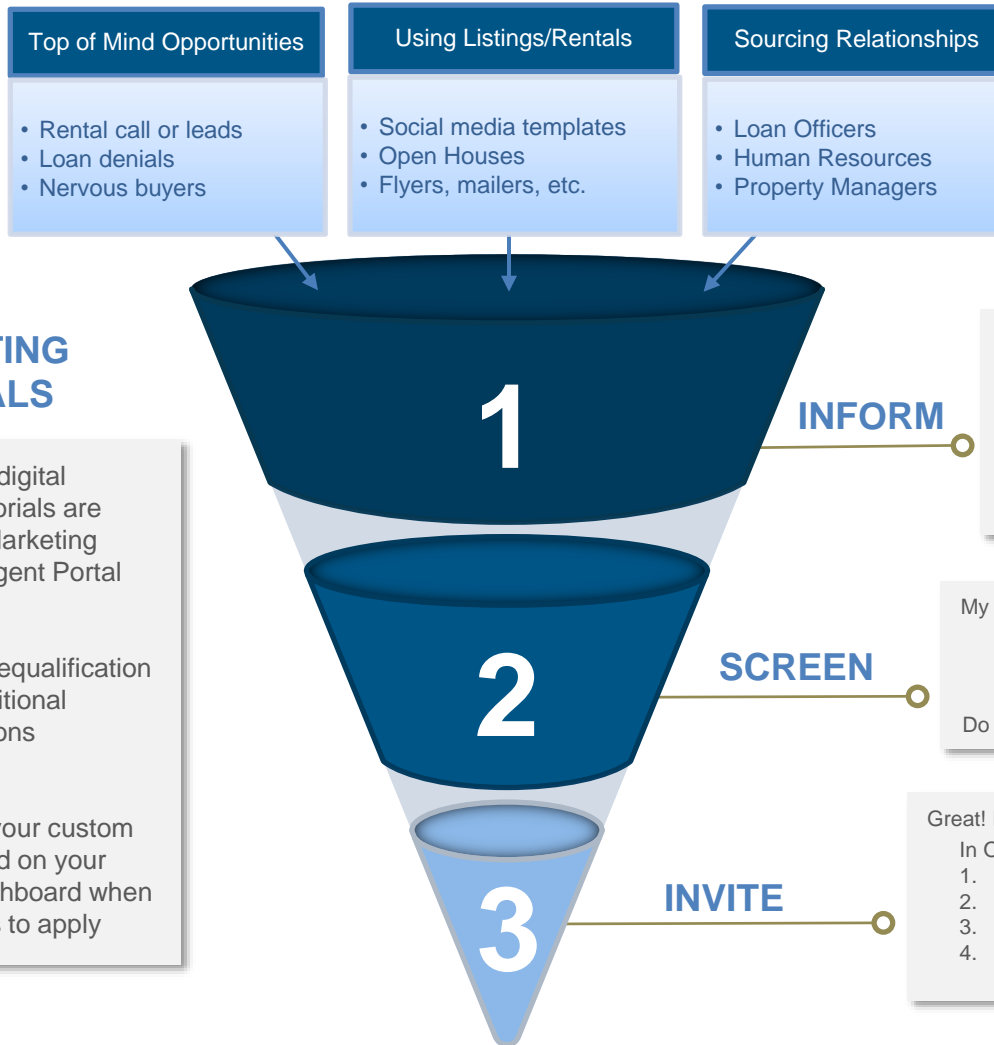 Top of Mind Opportunities
• Rental call or leads
• Loan denials
• Nervous buyers
Using Listings/Rentals
• Social media templates
• Open Houses
• Flyers, mailers, etc.
Sourcing Relationships
• Loan Officers
• Human Resources
• Property Managers
TING
ALS
digital
orials are
Marketing
gent Portal
equalification
itional
ons
your custom
d on your
hboard when
s to apply
1
INFORM
2
SCREEN
My
Do
3
INVITE
Great!
In C
1.
2.
3.
4.